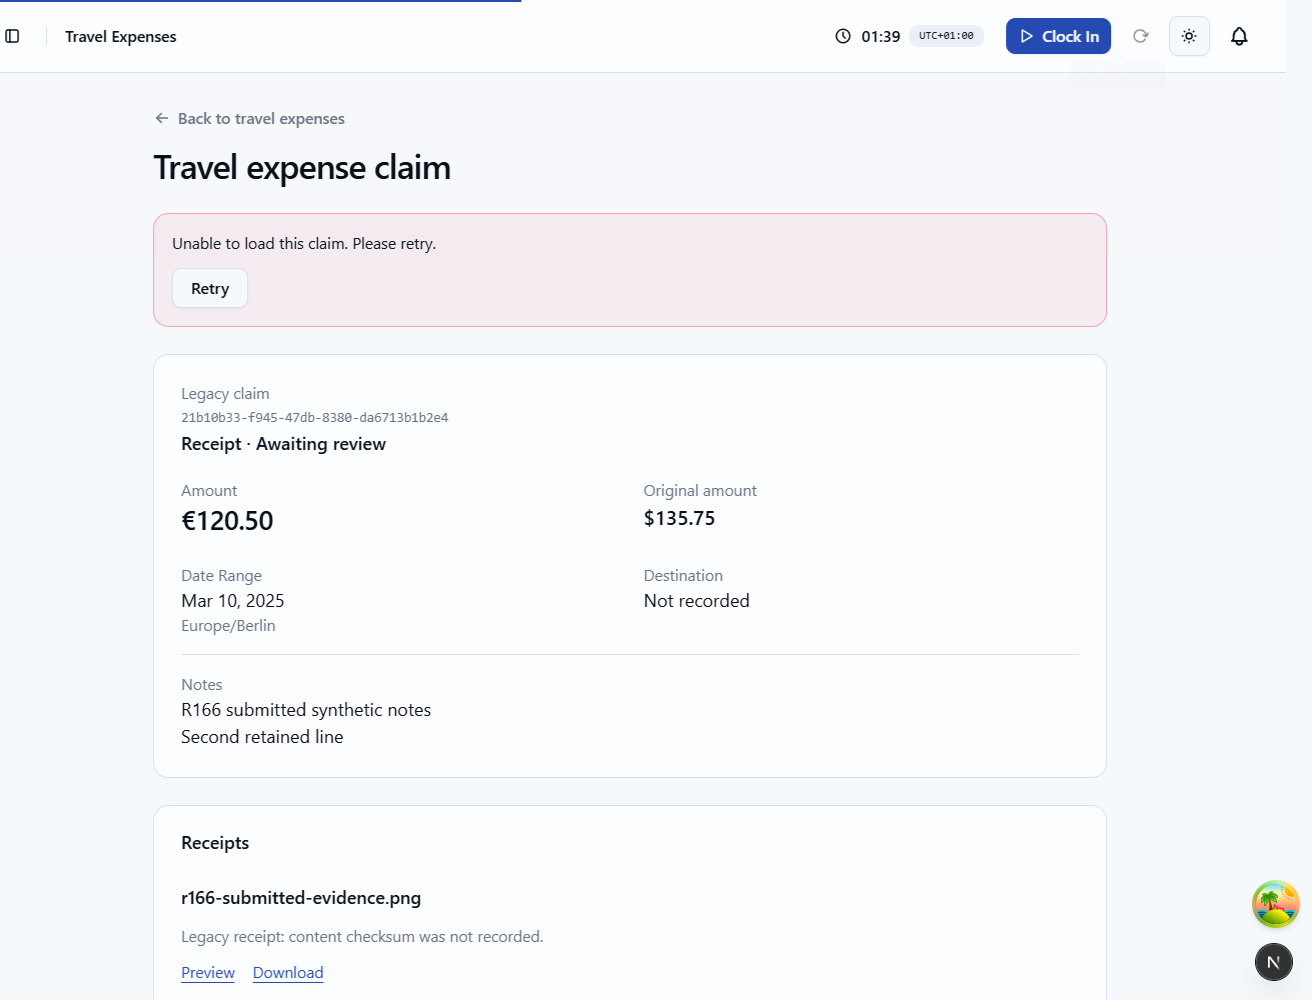 Travel Expenses
01:39
UTC+01:00
Clock In
Back to travel expenses
Travel expense claim
Unable to load this claim. Please retry.
Retry
Legacy claim
21b10b33-f945-47db-8380-da6713b1b2e4
Receipt · Awaiting review
Amount
Original amount
€120.50
$135.75
Date Range
Destination
Mar 10, 2025
Not recorded
Europe/Berlin
Notes
R166 submitted synthetic notes
Second retained line
Receipts
r166-submitted-evidence.png
Legacy receipt: content checksum was not recorded.
Preview
Download
N